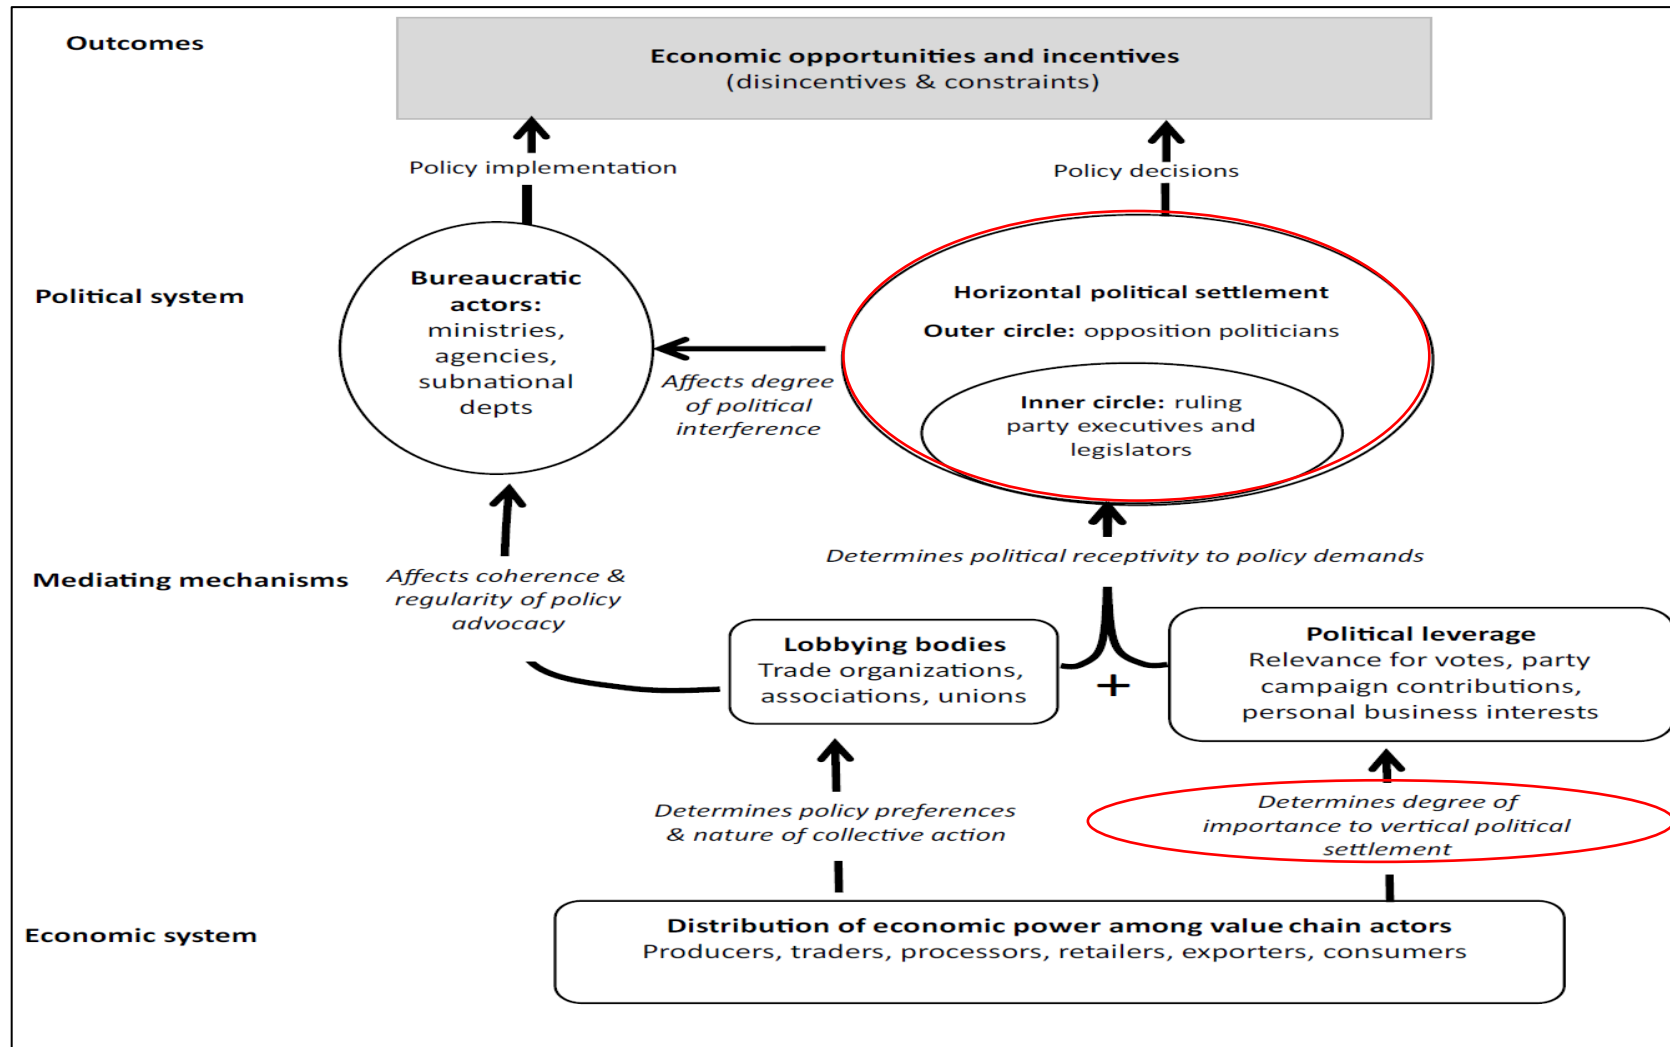 Outcomes
Economic opportunities and incentives
(disincentives & constraints)
Policy implementation
Policy decisions
Political system
Bureaucratic
actors:
ministries,
agencies,
subnational
depts
Affects degree
of political
interference
Horizontal political settlement
Outer circle: opposition politicians
Inner circle: ruling
party executives and
legislators
Mediating mechanisms
Affects coherence &
regularity of policy
advocacy
Determines political receptivity to policy demands
Lobbying bodies
Trade organizations,
associations, unions
+
Political leverage
Relevance for votes, party
campaign contributions,
personal business interests
Determines policy preferences
& nature of collective action
Determines degree of
importance to vertical political
settlement
Economic system
Distribution of economic power among value chain actors
Producers, traders, processors, retailers, exporters, consumers